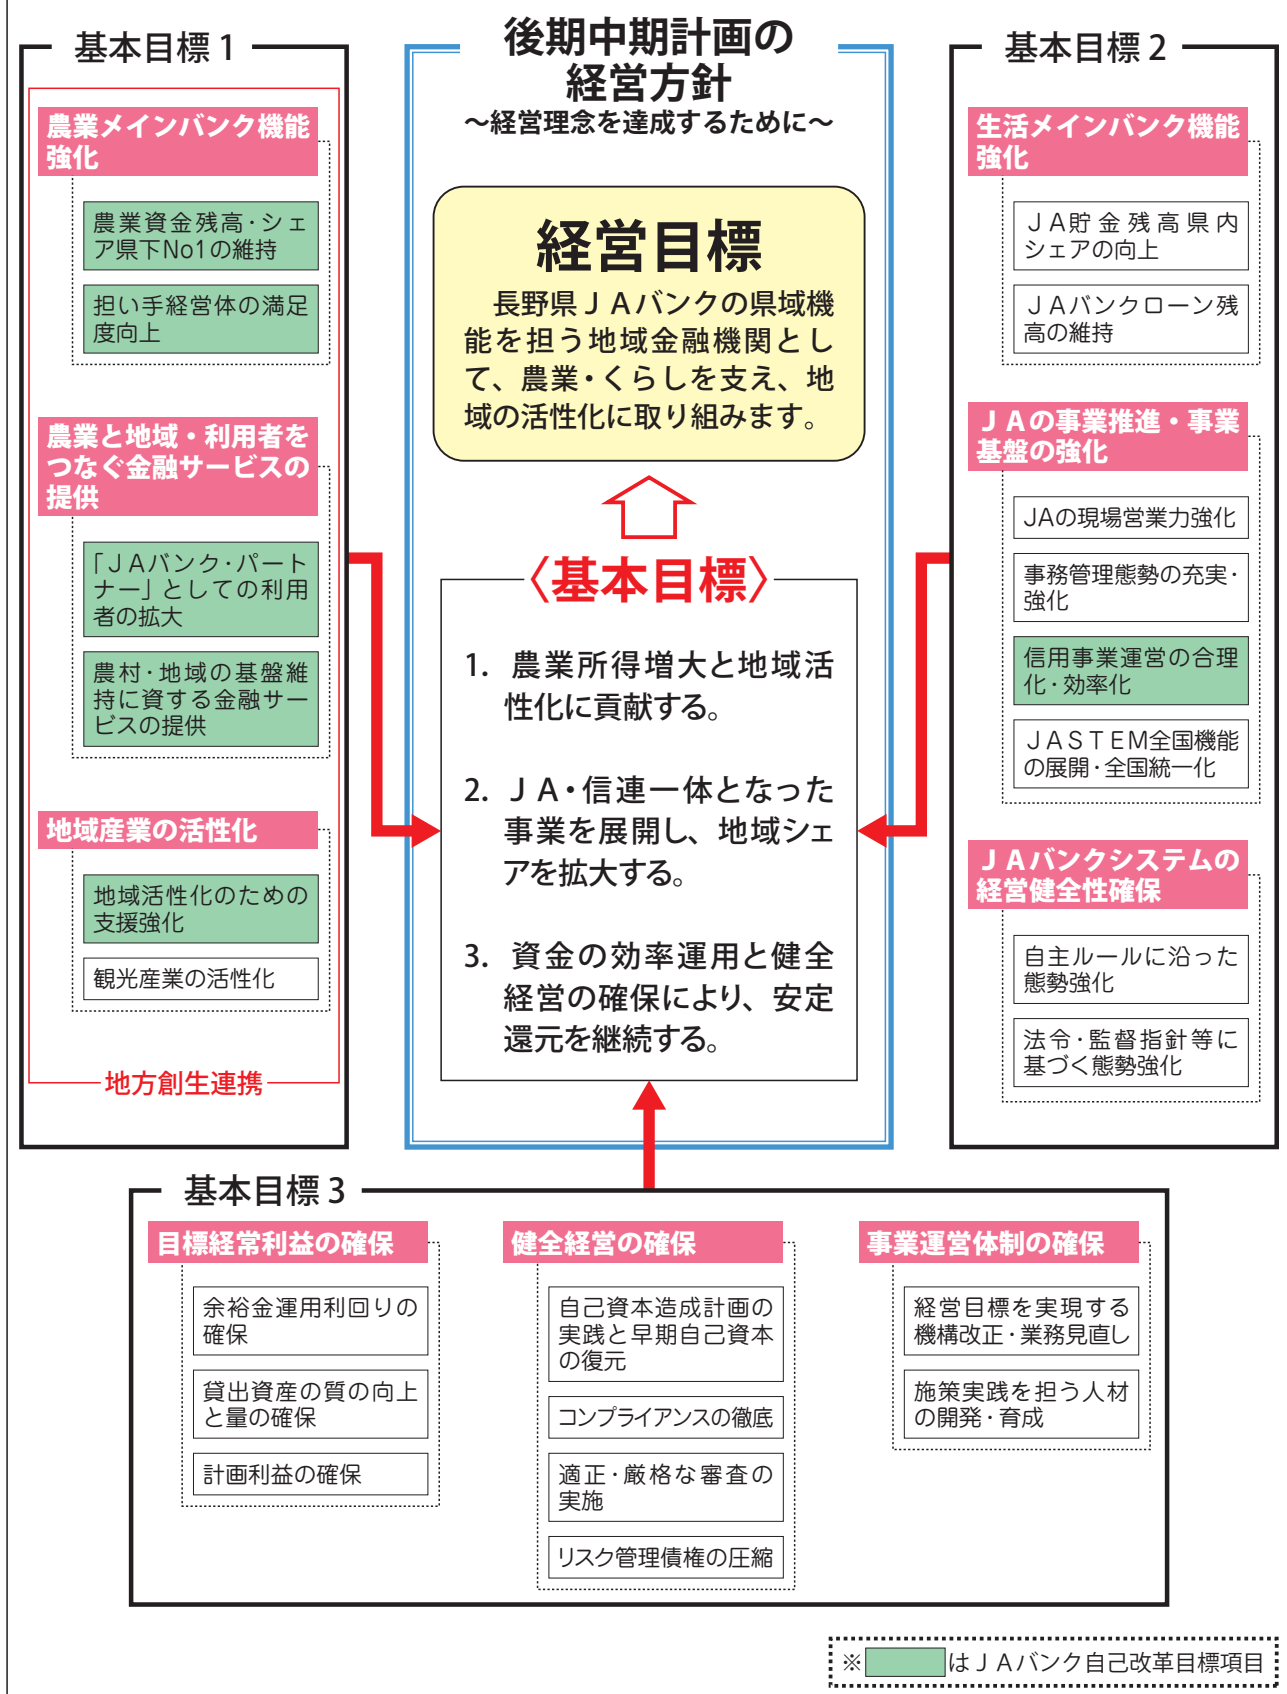 後期中期計画の
経営方針
～経営理念を達成するために～
経営目標
長野県ＪＡバンクの県域機
能を担う地域金融機関とし
て、農業・くらしを支え、地
域の活性化に取り組みます。
〈基本目標〉
1. 農業所得増大と地域活
性化に貢献する。
2. ＪＡ・信連一体となった
事業を展開し、地域シェ
アを拡大する。
3. 資金の効率運用と健全
経営の確保により、安定
還元を継続する。
基本目標 1
農業メインバンク機能
強化
農業資金残高・シェ
ア県下No1の維持
担い手経営体の満足
度向上
農業と地域・利用者を
つなぐ金融サービスの
提供
「ＪＡバンク・パート
ナー」としての利用
者の拡大
農村・地域の基盤維
持に資する金融サー
ビスの提供
地域産業の活性化
地域活性化のための
支援強化
観光産業の活性化
地方創生連携
基本目標 2
生活メインバンク機能
強化
ＪＡ貯金残高県内
シェアの向上
ＪＡバンクローン残
高の維持
ＪＡの事業推進・事業
基盤の強化
JAの現場営業力強化
事務管理態勢の充実・
強化
信用事業運営の合理
化・効率化
ＪＡＳＴＥＭ全国機能
の展開・全国統一化
ＪＡバンクシステムの
経営健全性確保
自主ルールに沿った
態勢強化
法令・監督指針等に
基づく態勢強化
基本目標 3
目標経常利益の確保
余裕金運用利回りの
確保
貸出資産の質の向上
と量の確保
計画利益の確保
健全経営の確保
自己資本造成計画の
実践と早期自己資本
の復元
コンプライアンスの徹底
適正・厳格な審査の
実施
リスク管理債権の圧縮
事業運営体制の確保
経営目標を実現する
機構改正・業務見直し
施策実践を担う人材
の開発・育成
※はＪＡバンク自己改革目標項目